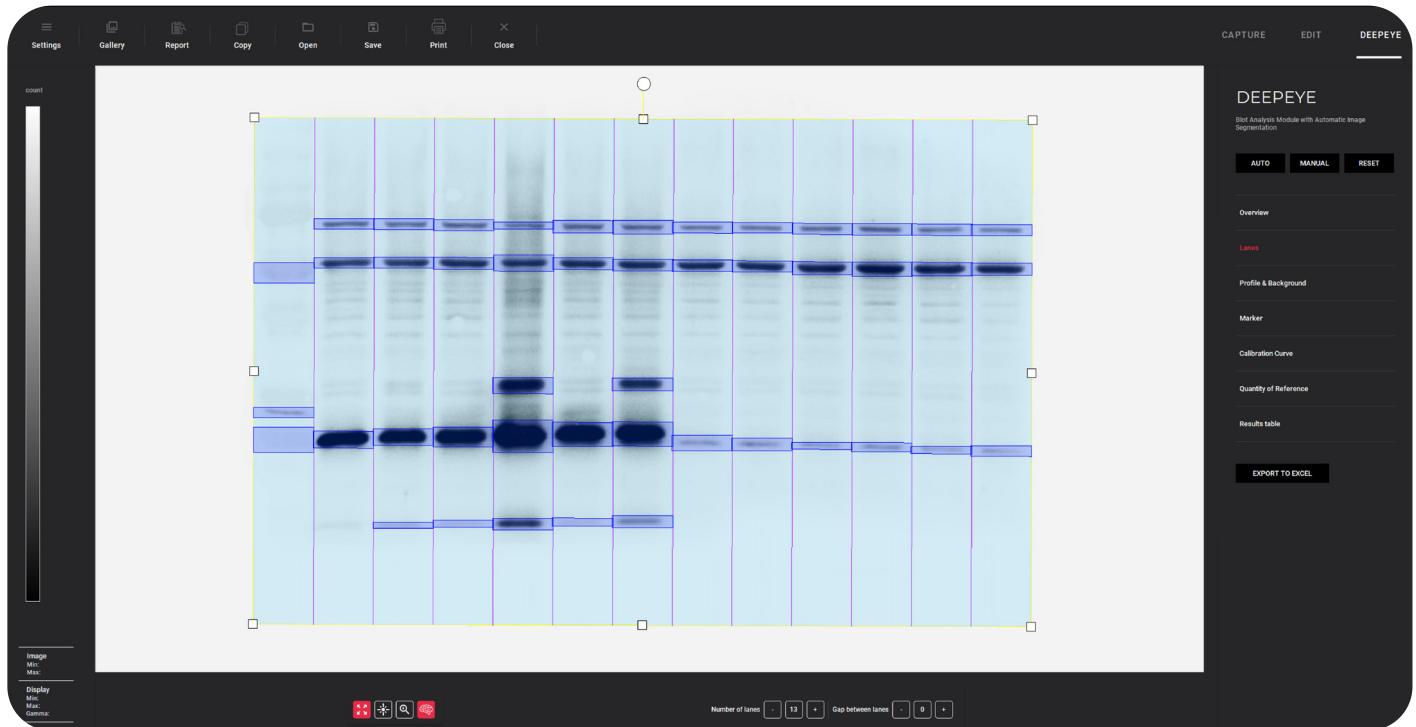 Settings
Gallery
Report
Copy
Open
Save
Print
Close
CAPTURE
EDIT
DEEPEYE
count
DEEPEYE
Blot Analysis Module with Automatic Image
Segmentation
AUTO
MANUAL
RESET
Overview
Lanes
Profile & Background
Marker
Calibration Curve
Quantity of Reference
Results table
EXPORT TO EXCEL
Image
Min:
Max:
Display
Min:
Max:
Gamma:
Number of lanes - 13 + Gap between lanes - 0 +